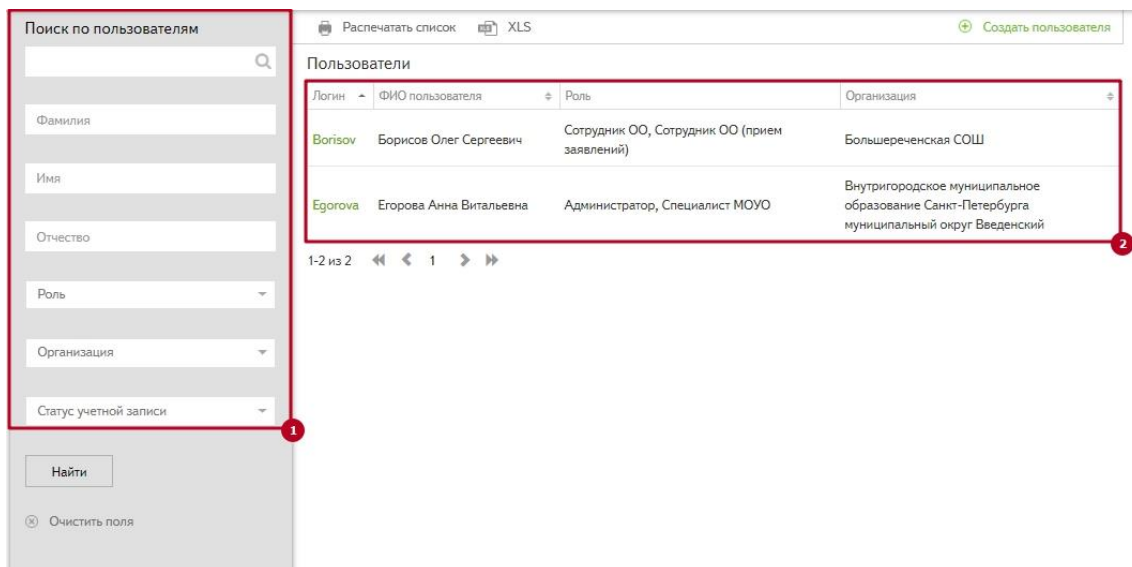 Поиск по пользователям
Фамилия
Имя
Отчество
Роль
Организация
Статус учетной записи
1
Найти
Очистить поля
Распечатать список XLS Создать пользователя
Пользователи
Логин ФИО пользователя Роль Организация
Borisov Борисов Олег Сергеевич Сотрудник ОО, Сотрудник ОО (прием
заявлений) Большереченская СОШ
Egorova Егорова Анна Витальевна Администратор, Специалист МОУО Внутригородское муниципальное
образование Санкт-Петербурга
муниципальный округ Введенский
2
1-2 из 2 1